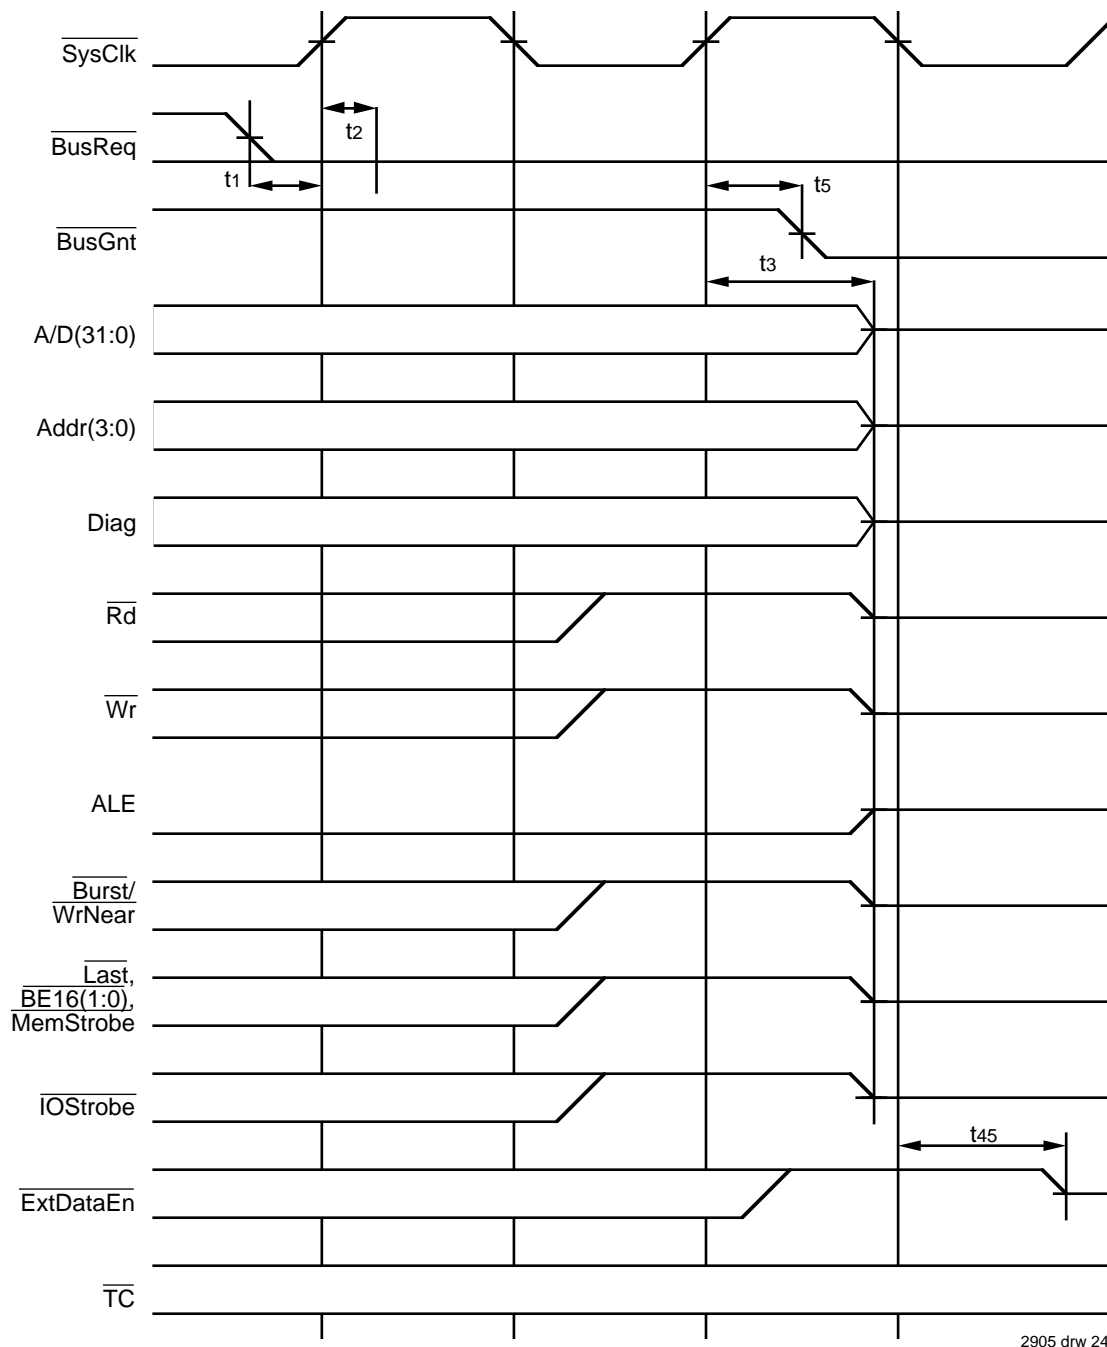 SysClk
t2
BusReq
t1
t5
BusGnt
t3
A/D(31:0)
Addr(3:0)
Diag
Rd
Wr
ALE
Burst/
WrNear
Last,
BE16(1:0),
MemStrobe
IOStrobe
t45
ExtDataEn
TC
2905 drw 24